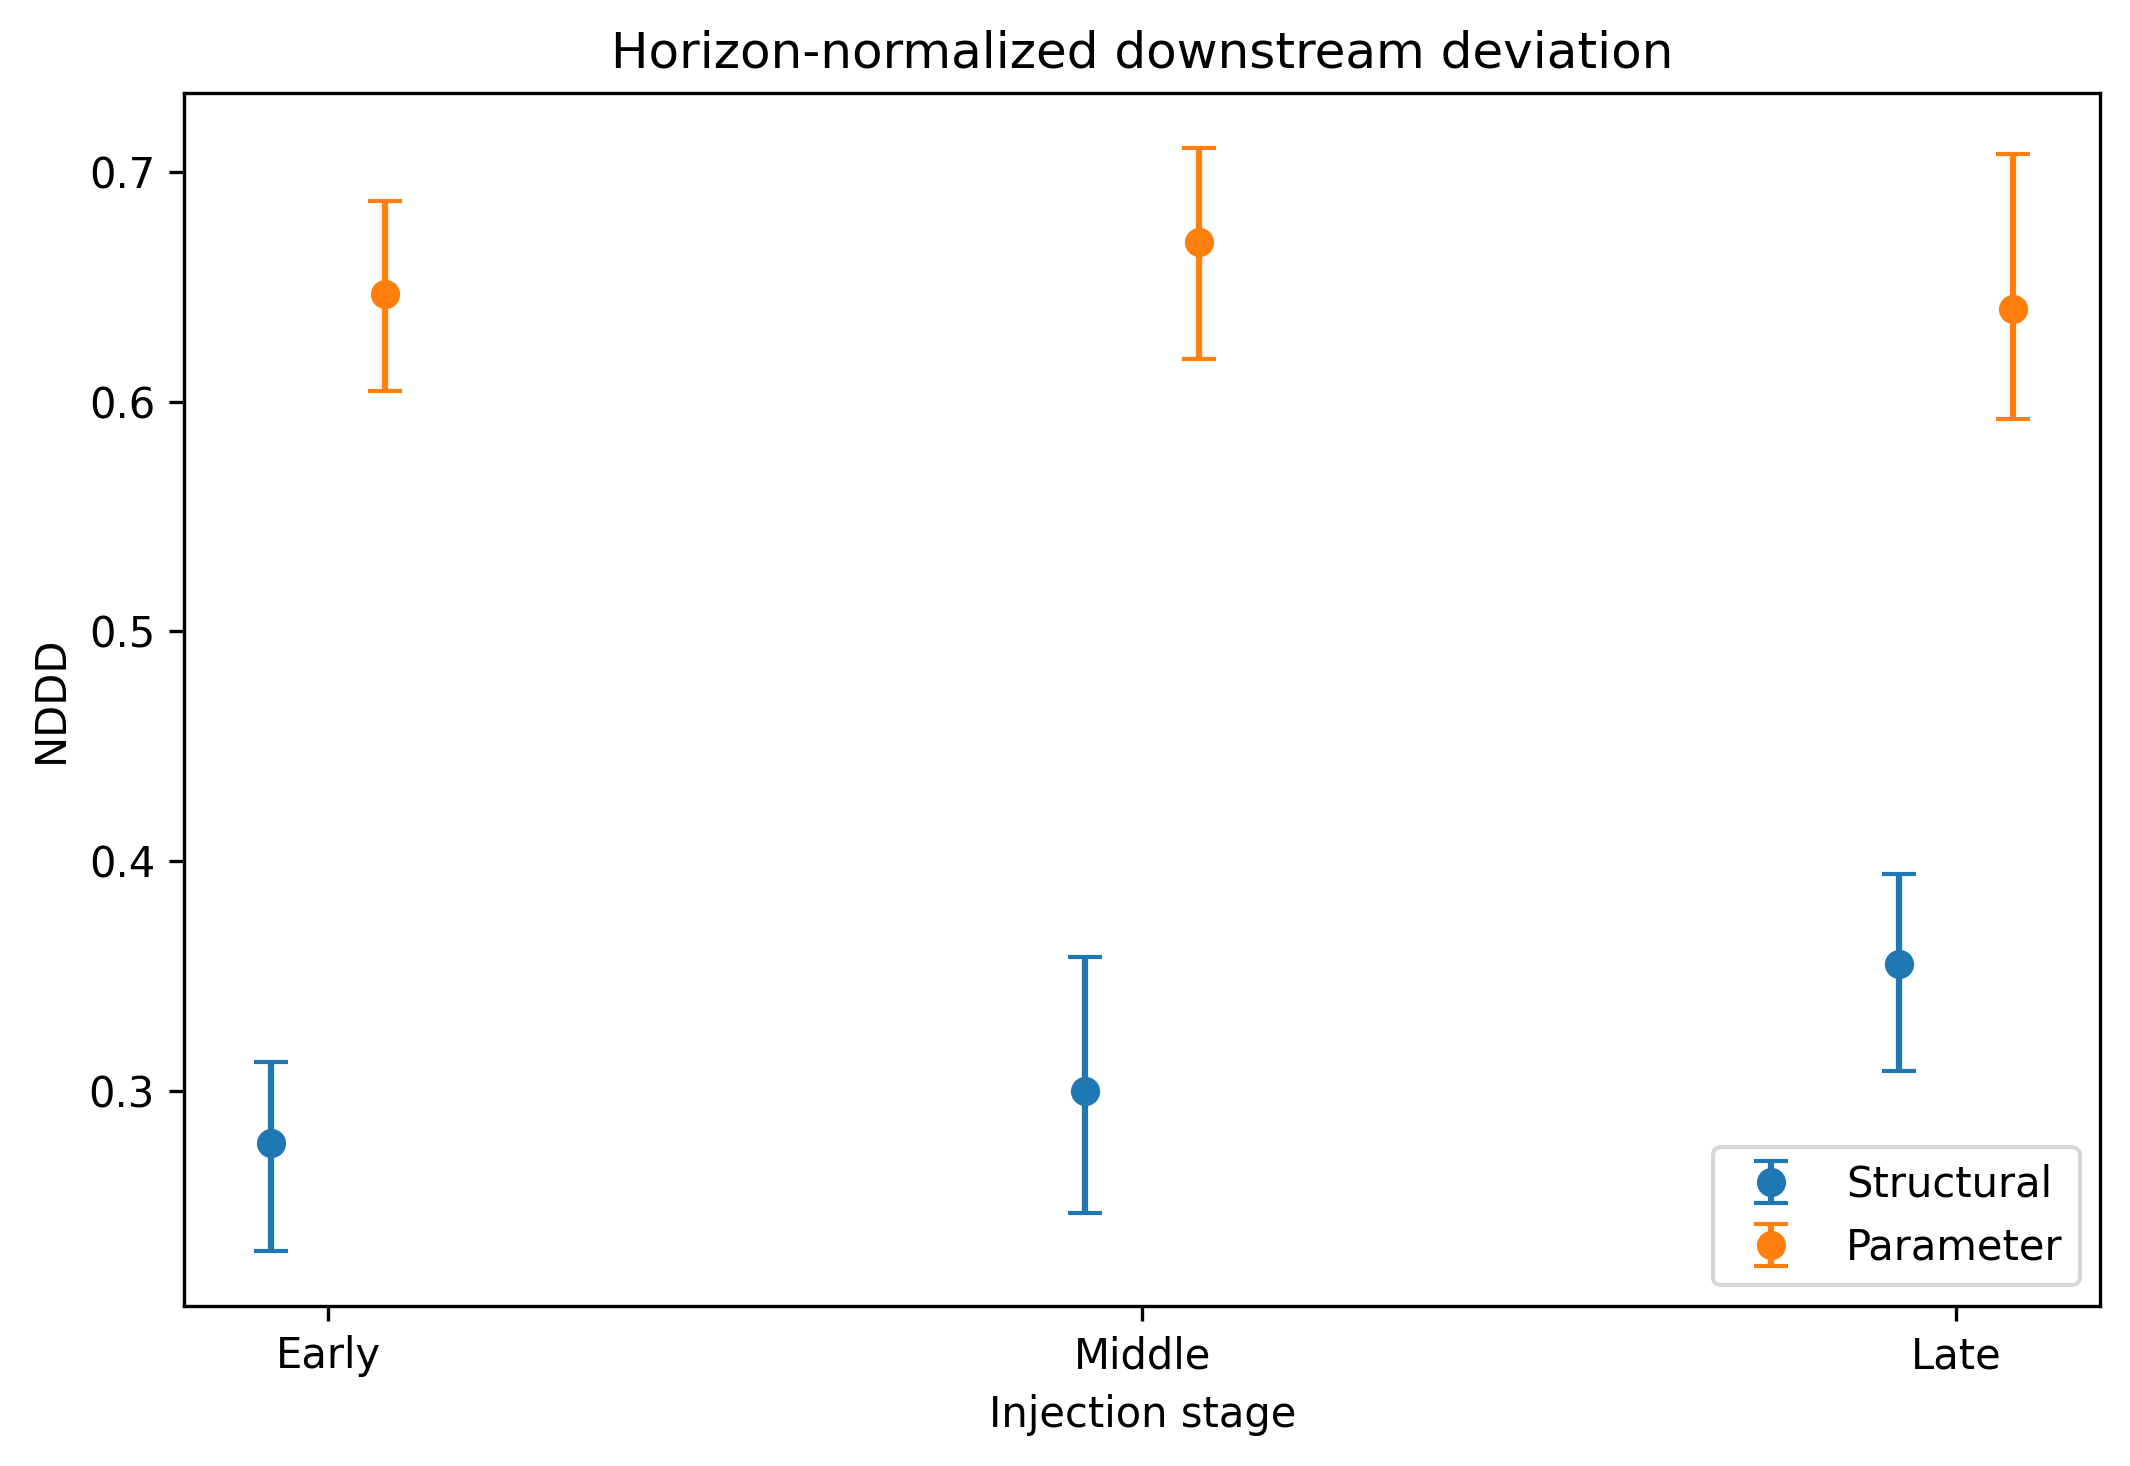 Horizon-normalized downstream deviation
NDDD
0.7
0.6
0.5
0.4
0.3
Structural
Parameter
Early
Middle
Late
Injection stage